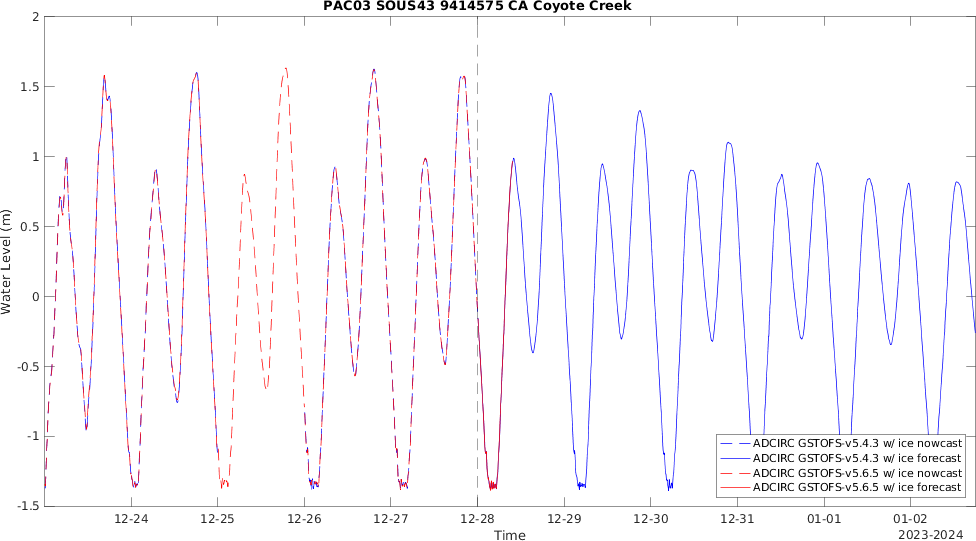 PAC03 SOUS43 9414575 CA Coyote Creek
Water Level (m)
2
1.5
1
0.5
0
-0.5
-1
-1.5
ADCIRC GSTOFS-v5.4.3 w/ ice nowcast
ADCIRC GSTOFS-v5.4.3 w/ ice forecast
ADCIRC GSTOFS-v5.6.5 w/ ice nowcast
ADCIRC GSTOFS-v5.6.5 w/ ice forecast
12-24 12-25 12-26 12-27 12-28 12-29 12-30 12-31 01-01 01-02
Time
2023-2024